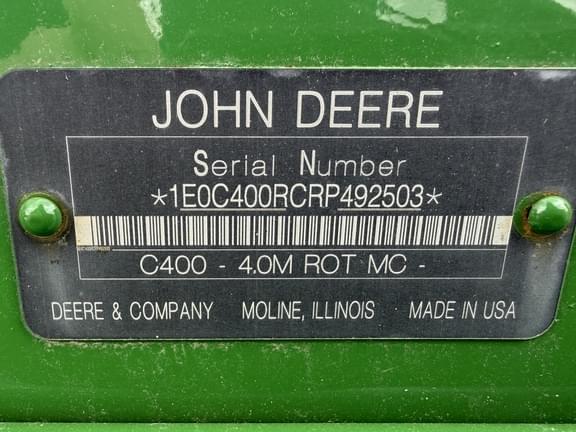 JOHN DEERE
Serial Number
*1E0C400RCRP492503*
C400 - 4.0M ROT MC -
DEERE & COMPANY MOLINE, ILLINOIS MADE IN USA